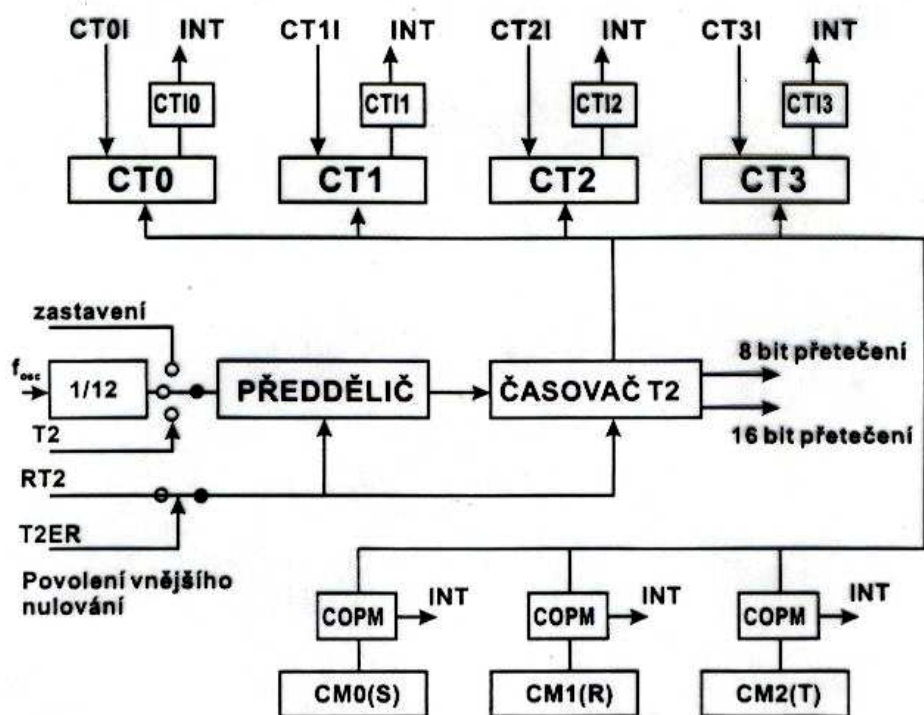 CT0I INT CT1I INT CT2I INT CT3I INT
CTI0 CTI1 CTI2 CTI3
CT0 CT1 CT2 CT3
zastavení
8 bit přetečení
fosc
1/12
PŘEDDĚLIČ
ČASOVAČ T2
T2
16 bit přetečení
RT2
T2ER
Povolení vnějšího
nulování
INT INT INT
COPM COPM COPM
CM0(S) CM1(R) CM2(T)